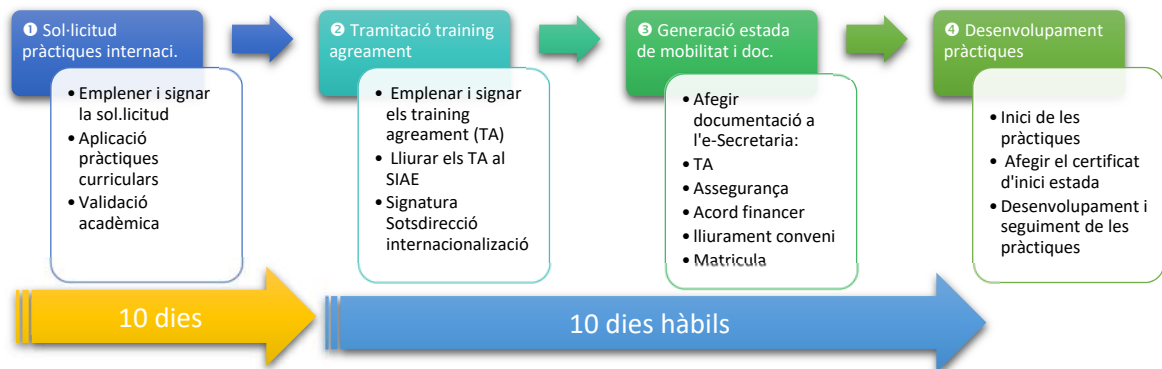 ❶ Sol·licitud
pràctiques internaci.
• Emplener i signar
la sol.licitud
• Aplicació
pràctiques
curriculars
• Validació
acadèmica
❷ Tramitació training
agreament
• Emplenar i signar
els training
agreament (TA)
• Lliurar els TA al
SIAE
• Signatura
Sotsdirecció
internacionalizació
❸ Generació estada
de mobilitat i doc.
• Afegir
documentació a
l'e-Secretaria:
• TA
• Assegurança
• Acord financer
• lliurament conveni
• Matricula
❹ Desenvolupament
pràctiques
• Inici de les
pràctiques
• Afegir el certificat
d'inici estada
• Desenvolupament i
seguiment de les
pràctiques
10 dies
10 dies hàbils